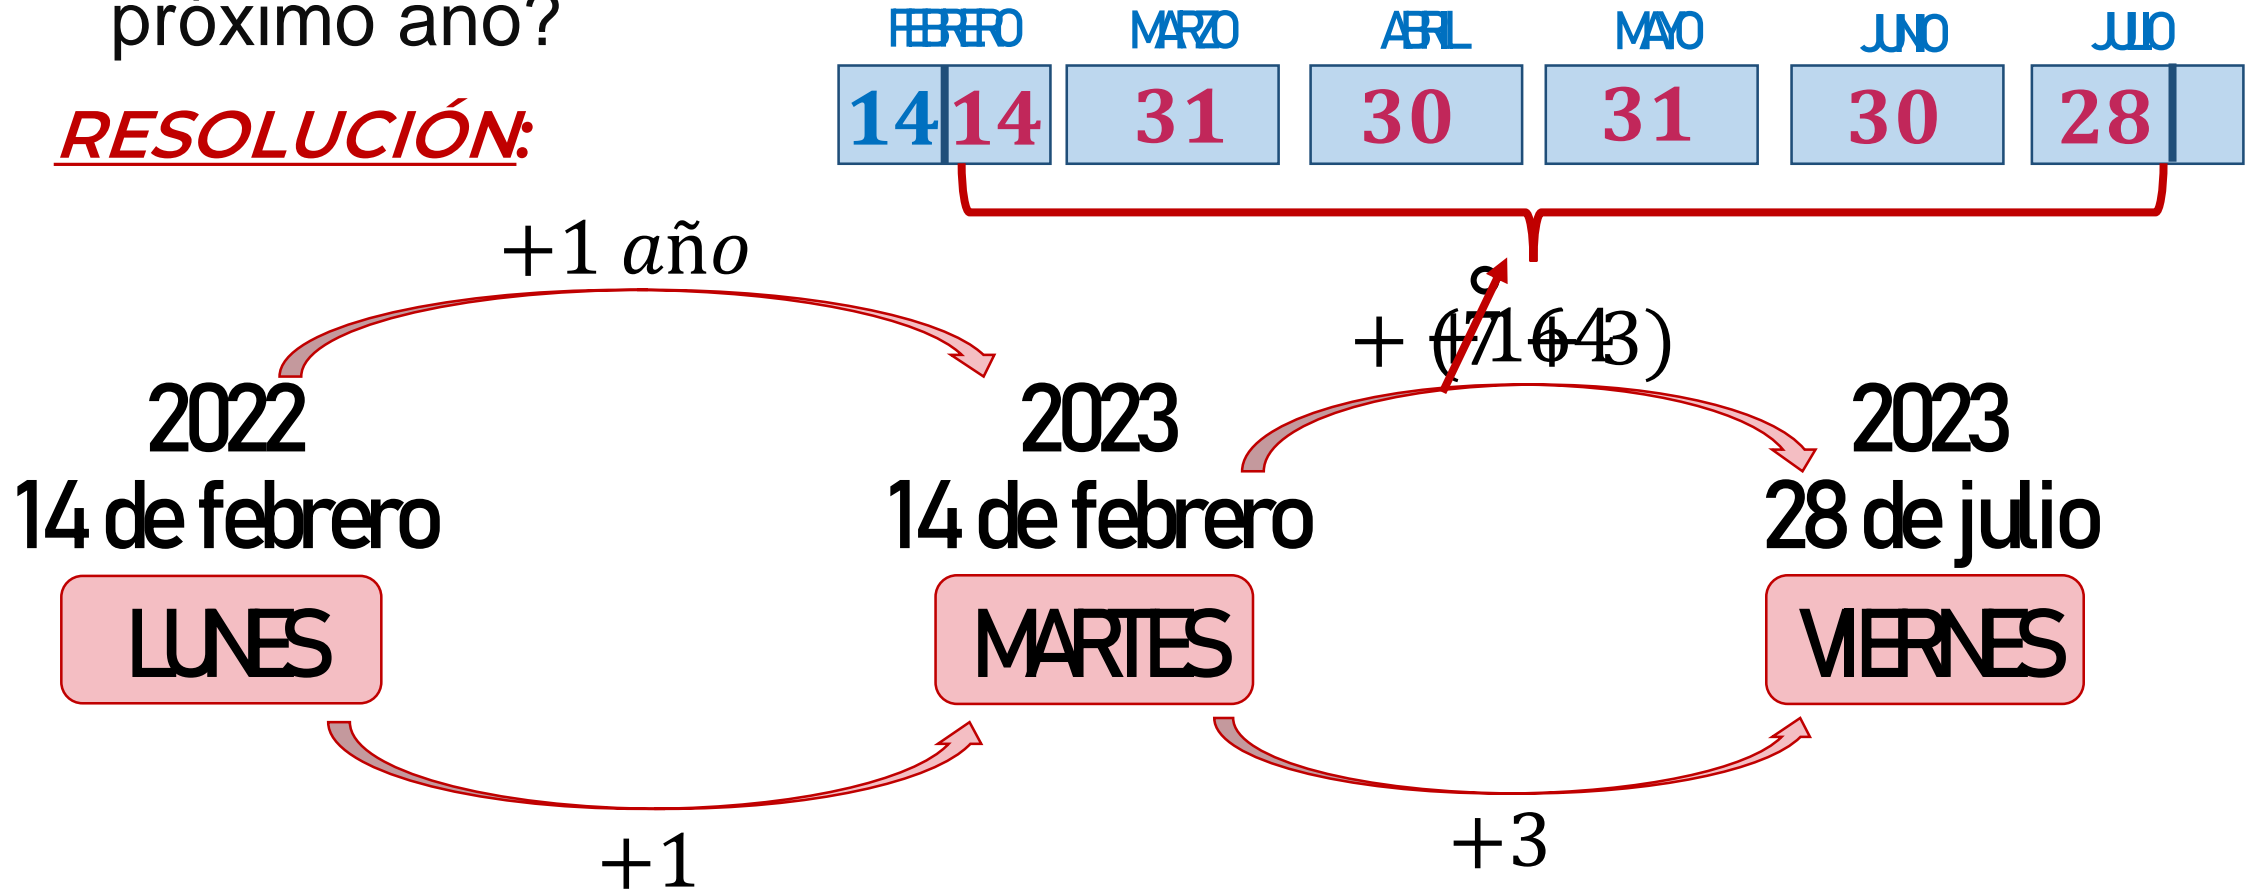 próximo año?
FEBRERO MARZO ABRIL MAYO JUNIO JULIO
14 14 31 30 31 30 28
RESOLUCIÓN:
+1 año
2022 2023 2023
14 de febrero 14 de febrero 28 de julio
LUNES MARTES VIERNES
+1 +3